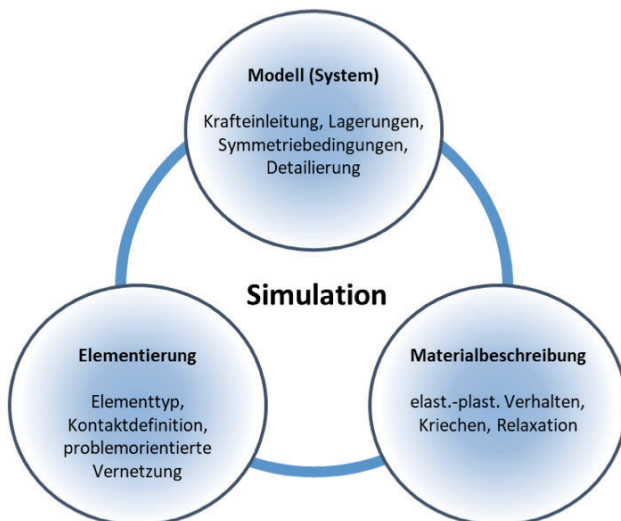 Modell (System)
Krafteinleitung, Lagerungen,
Symmetriebedingungen,
Detailierung
Simulation
Elementierung
Elementtyp,
Kontaktdefinition,
problemorientierte
Vernetzung
Materialbeschreibung
elast.-plast. Verhalten,
Kriechen, Relaxation